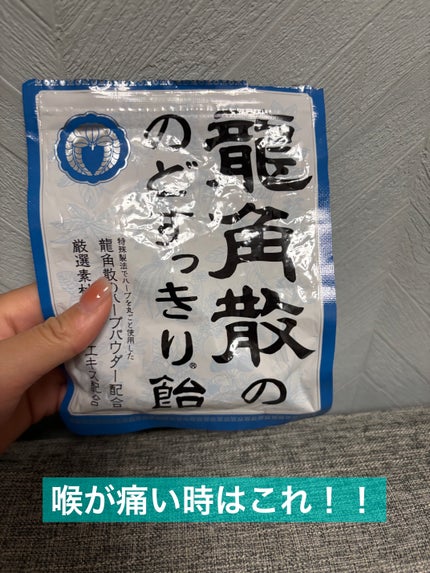 龍角散の
のどすっきり®飴
特殊製法でハーブを丸ごと使用した
龍角散のハーブパウダー配合
厳選素材
エキス配合
喉が痛い時はこれ！！